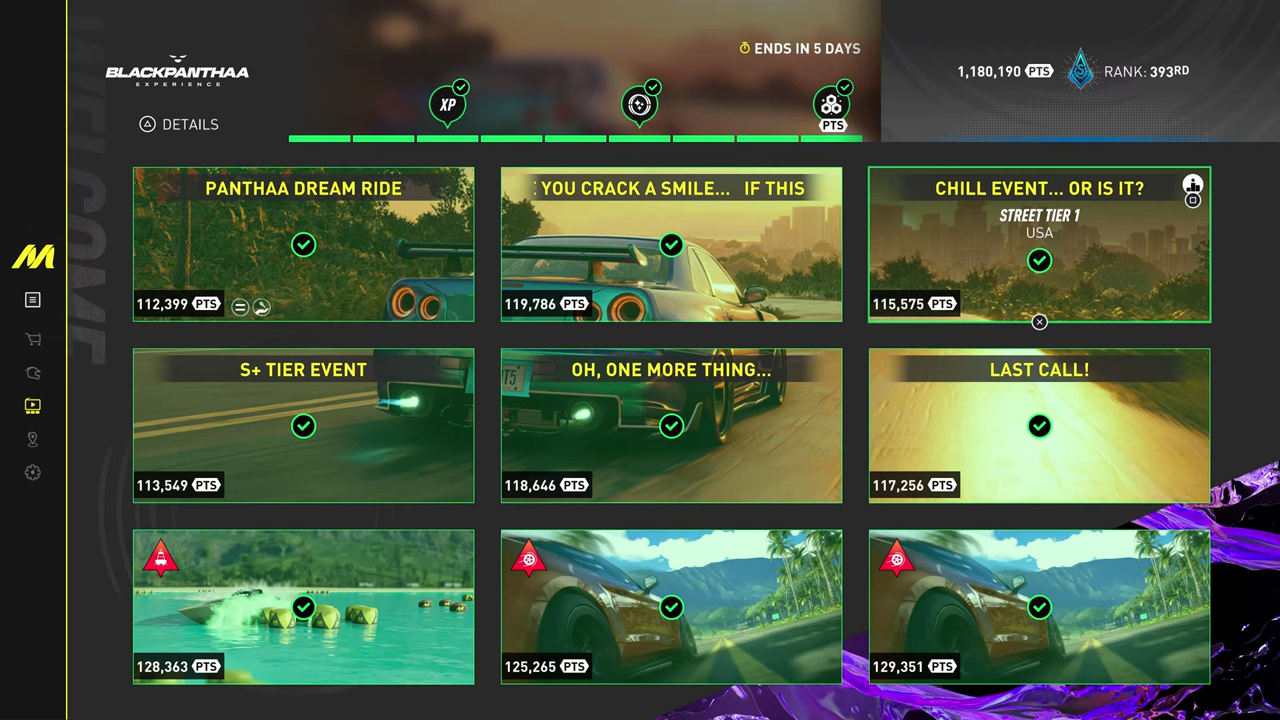 WELCOME
BLACKPANTHAA
EXPERIENCE
ENDS IN 5 DAYS
1,180,190 PTS
RANK: 393RD
XP
PTS
DETAILS
PANTHAA DREAM RIDE
112,399 PTS
YOU CRACK A SMILE... IF THIS
119,786 PTS
CHILL EVENT... OR IS IT?
STREET TIER 1
USA
115,575 PTS
S+ TIER EVENT
113,549 PTS
OH, ONE MORE THING...
118,646 PTS
LAST CALL!
117,256 PTS
128,363 PTS
125,265 PTS
129,351 PTS